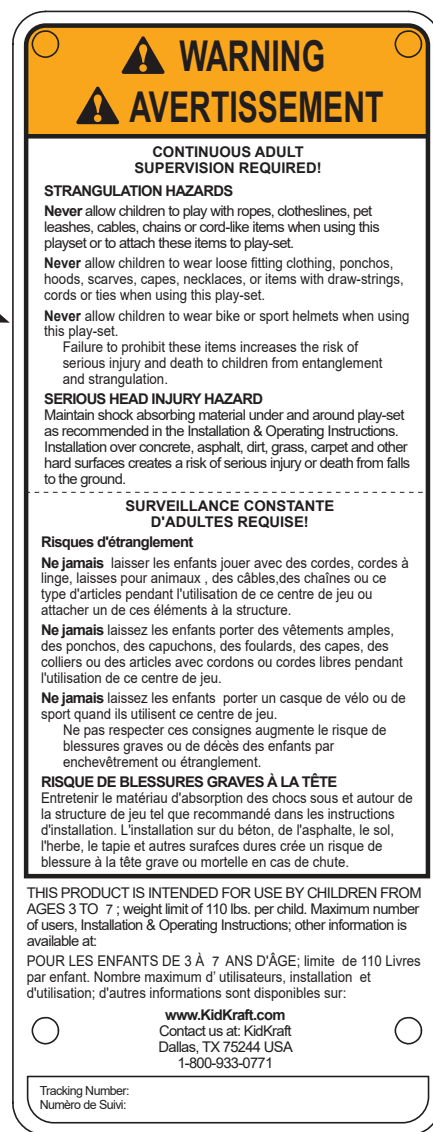 WARNING
AVERTISSEMENT
CONTINUOUS ADULT
SUPERVISION REQUIRED!
STRANGULATION HAZARDS
Never allow children to play with ropes, clotheslines, pet
leashes, cables, chains or cord-like items when using this
playset or to attach these items to play-set.
Never allow children to wear loose fitting clothing, ponchos,
hoods, scarves, capes, necklaces, or items with draw-strings,
cords or ties when using this play-set.
Never allow children to wear bike or sport helmets when using
this play-set.
Failure to prohibit these items increases the risk of
serious injury and death to children from entanglement
and strangulation.
SERIOUS HEAD INJURY HAZARD
Maintain shock absorbing material under and around play-set
as recommended in the Installation & Operating Instructions.
Installation over concrete, asphalt, dirt, grass, carpet and other
hard surfaces creates a risk of serious injury or death from falls
to the ground.
SURVEILLANCE CONSTANTE
D'ADULTES REQUISE!
Risques d'étranglement
Ne jamais laisser les enfants jouer avec des cordes, cordes à
linge, laisses pour animaux , des câbles,des chaînes ou ce
type d'articles pendant l'utilisation de ce centre de jeu ou
attacher un de ces éléments à la structure.
Ne jamais laissez les enfants porter des vêtements amples,
des ponchos, des capuchons, des foulards, des capes, des
colliers ou des articles avec cordons ou cordes libres pendant
l'utilisation de ce centre de jeu.
Ne jamais laissez les enfants porter un casque de vélo ou de
sport quand ils utilisent ce centre de jeu.
Ne pas respecter ces consignes augmente le risque de
blessures graves ou de décès des enfants par
enchevêtrement ou étranglement.
RISQUE DE BLESSURES GRAVES À LA TÊTE
Entretenir le matériau d'absorption des chocs sous et autour de
la structure de jeu tel que recommandé dans les instructions
d'installation. L'installation sur du béton, de l'asphalte, le sol,
l'herbe, le tapie et autres surafces dures crée un risque de
blessure à la tête grave ou mortelle en cas de chute.
THIS PRODUCT IS INTENDED FOR USE BY CHILDREN FROM
AGES 3 TO 7 ; weight limit of 110 lbs. per child. Maximum number
of users, Installation & Operating Instructions; other information is
available at:
POUR LES ENFANTS DE 3 À 7 ANS D'ÂGE; limite de 110 Livres
par enfant. Nombre maximum d' utilisateurs, installation et
d'utilisation; d'autres informations sont disponibles sur:
www.KidKraft.com
Contact us at: KidKraft
Dallas, TX 75244 USA
1-800-933-0771
Tracking Number:
Numèro de Suivi: